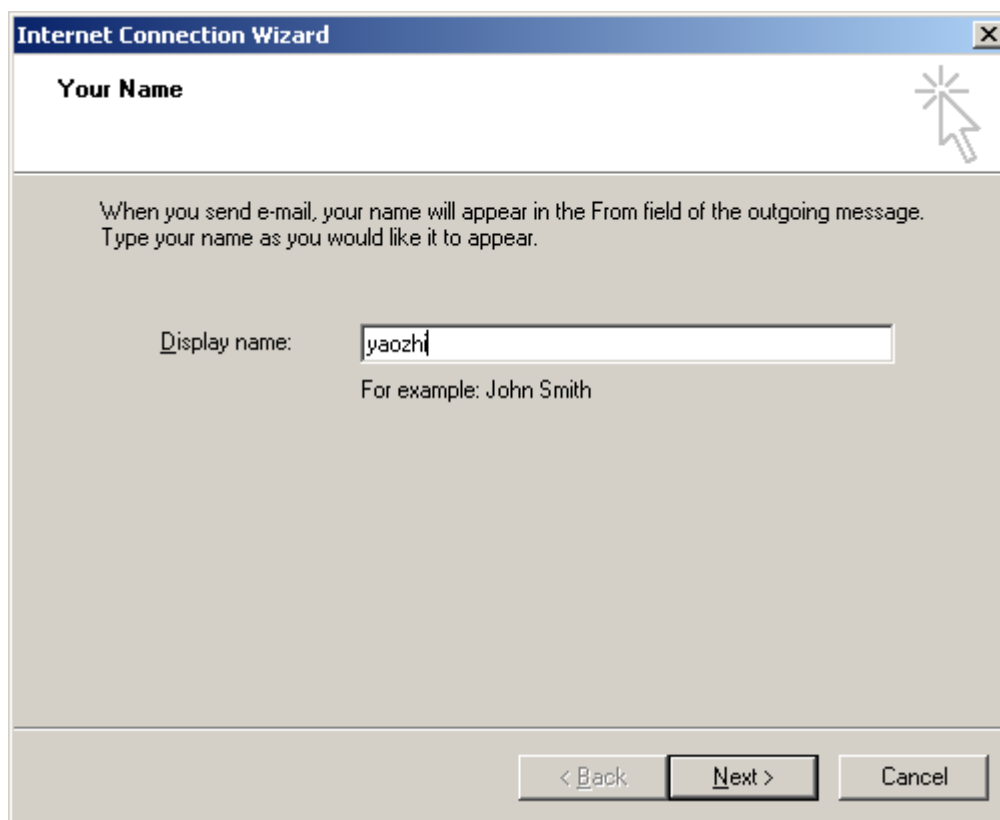 Internet Connection Wizard
Your Name
When you send e-mail, your name will appear in the From field of the outgoing message.
Type your name as you would like it to appear.
Display name: yaozhi
For example: John Smith
< Back Next > Cancel